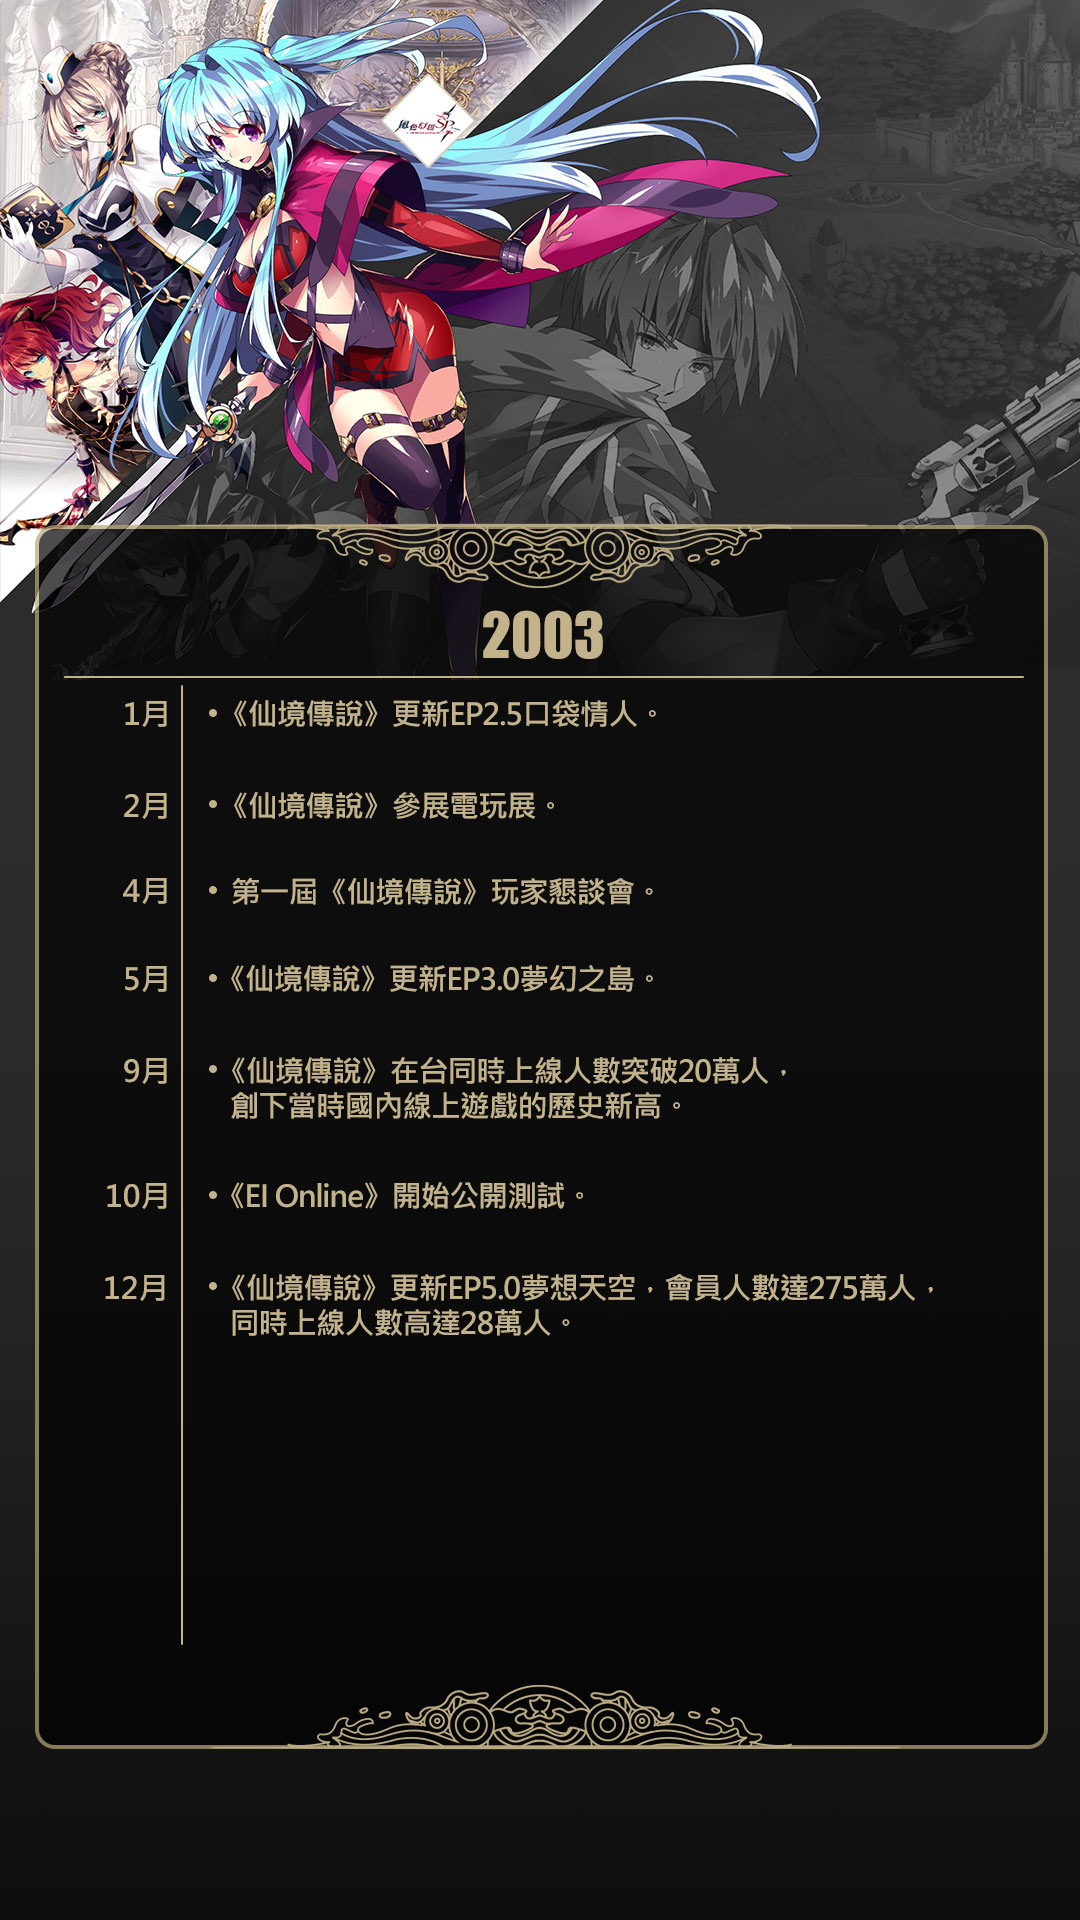 風色幻想SP
2003
1月
•《仙境傳說》更新EP2.5口袋情人。
2月
•《仙境傳說》參展電玩展。
4月
• 第一屆《仙境傳說》玩家懇談會。
5月
•《仙境傳說》更新EP3.0夢幻之島。
9月
•《仙境傳說》在台同時上線人數突破20萬人，
創下當時國內線上遊戲的歷史新高。
10月
•《EI Online》開始公開測試。
12月
•《仙境傳說》更新EP5.0夢想天空，會員人數達275萬人，
同時上線人數高達28萬人。